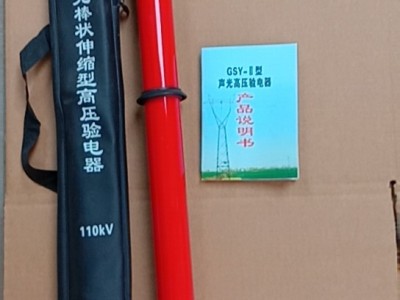 光棒状伸缩型高压验电器
110kV
GSY-Ⅱ型
声光高压验电器
产品说明书